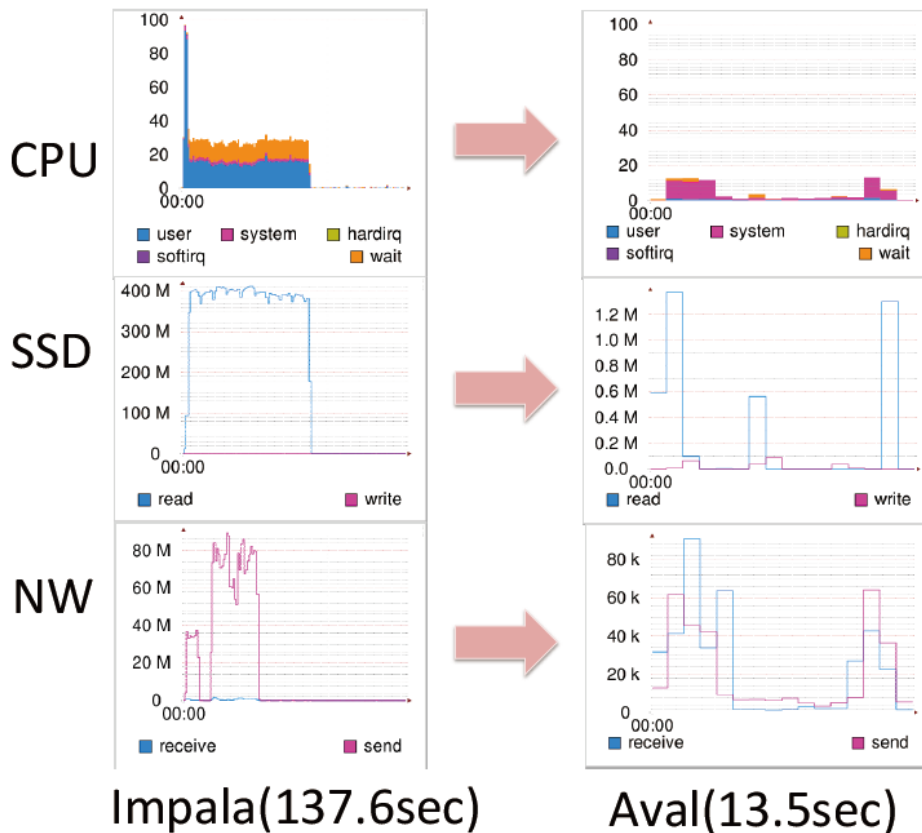 CPU
100
80
60
40
20
0
00:00
user system hardirq
softirq wait
100
80
60
40
20
0
00:00
user system hardirq
softirq wait
SSD
400 M
300 M
200 M
100 M
0
00:00
read write
1.2 M
1.0 M
0.8 M
0.6 M
0.4 M
0.2 M
0.0
00:00
read write
NW
80 M
60 M
40 M
20 M
0
00:00
receive send
80 k
60 k
40 k
20 k
0
00:00
receive send
Impala(137.6sec) Aval(13.5sec)